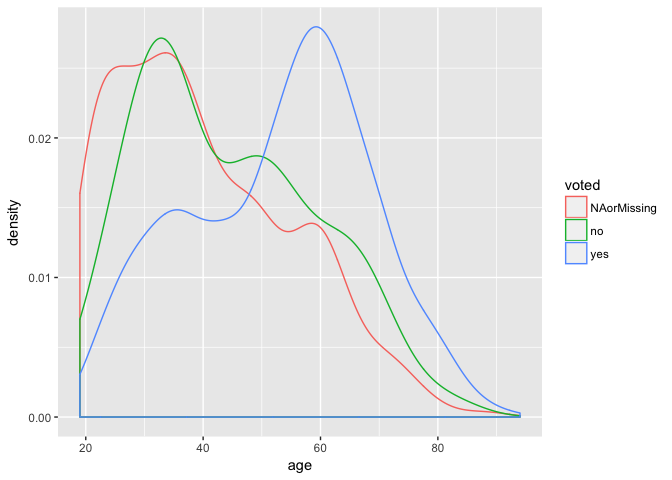 0.02
0.01
0.00
density
20 40 60 80
age
voted
NAorMissing
no
yes